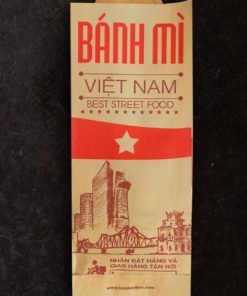 BÁNH MÌ
VIỆT NAM
BEST STREET FOOD
NHẬN ĐẶT HÀNG VÀ
GIAO HÀNG TẬN NƠI